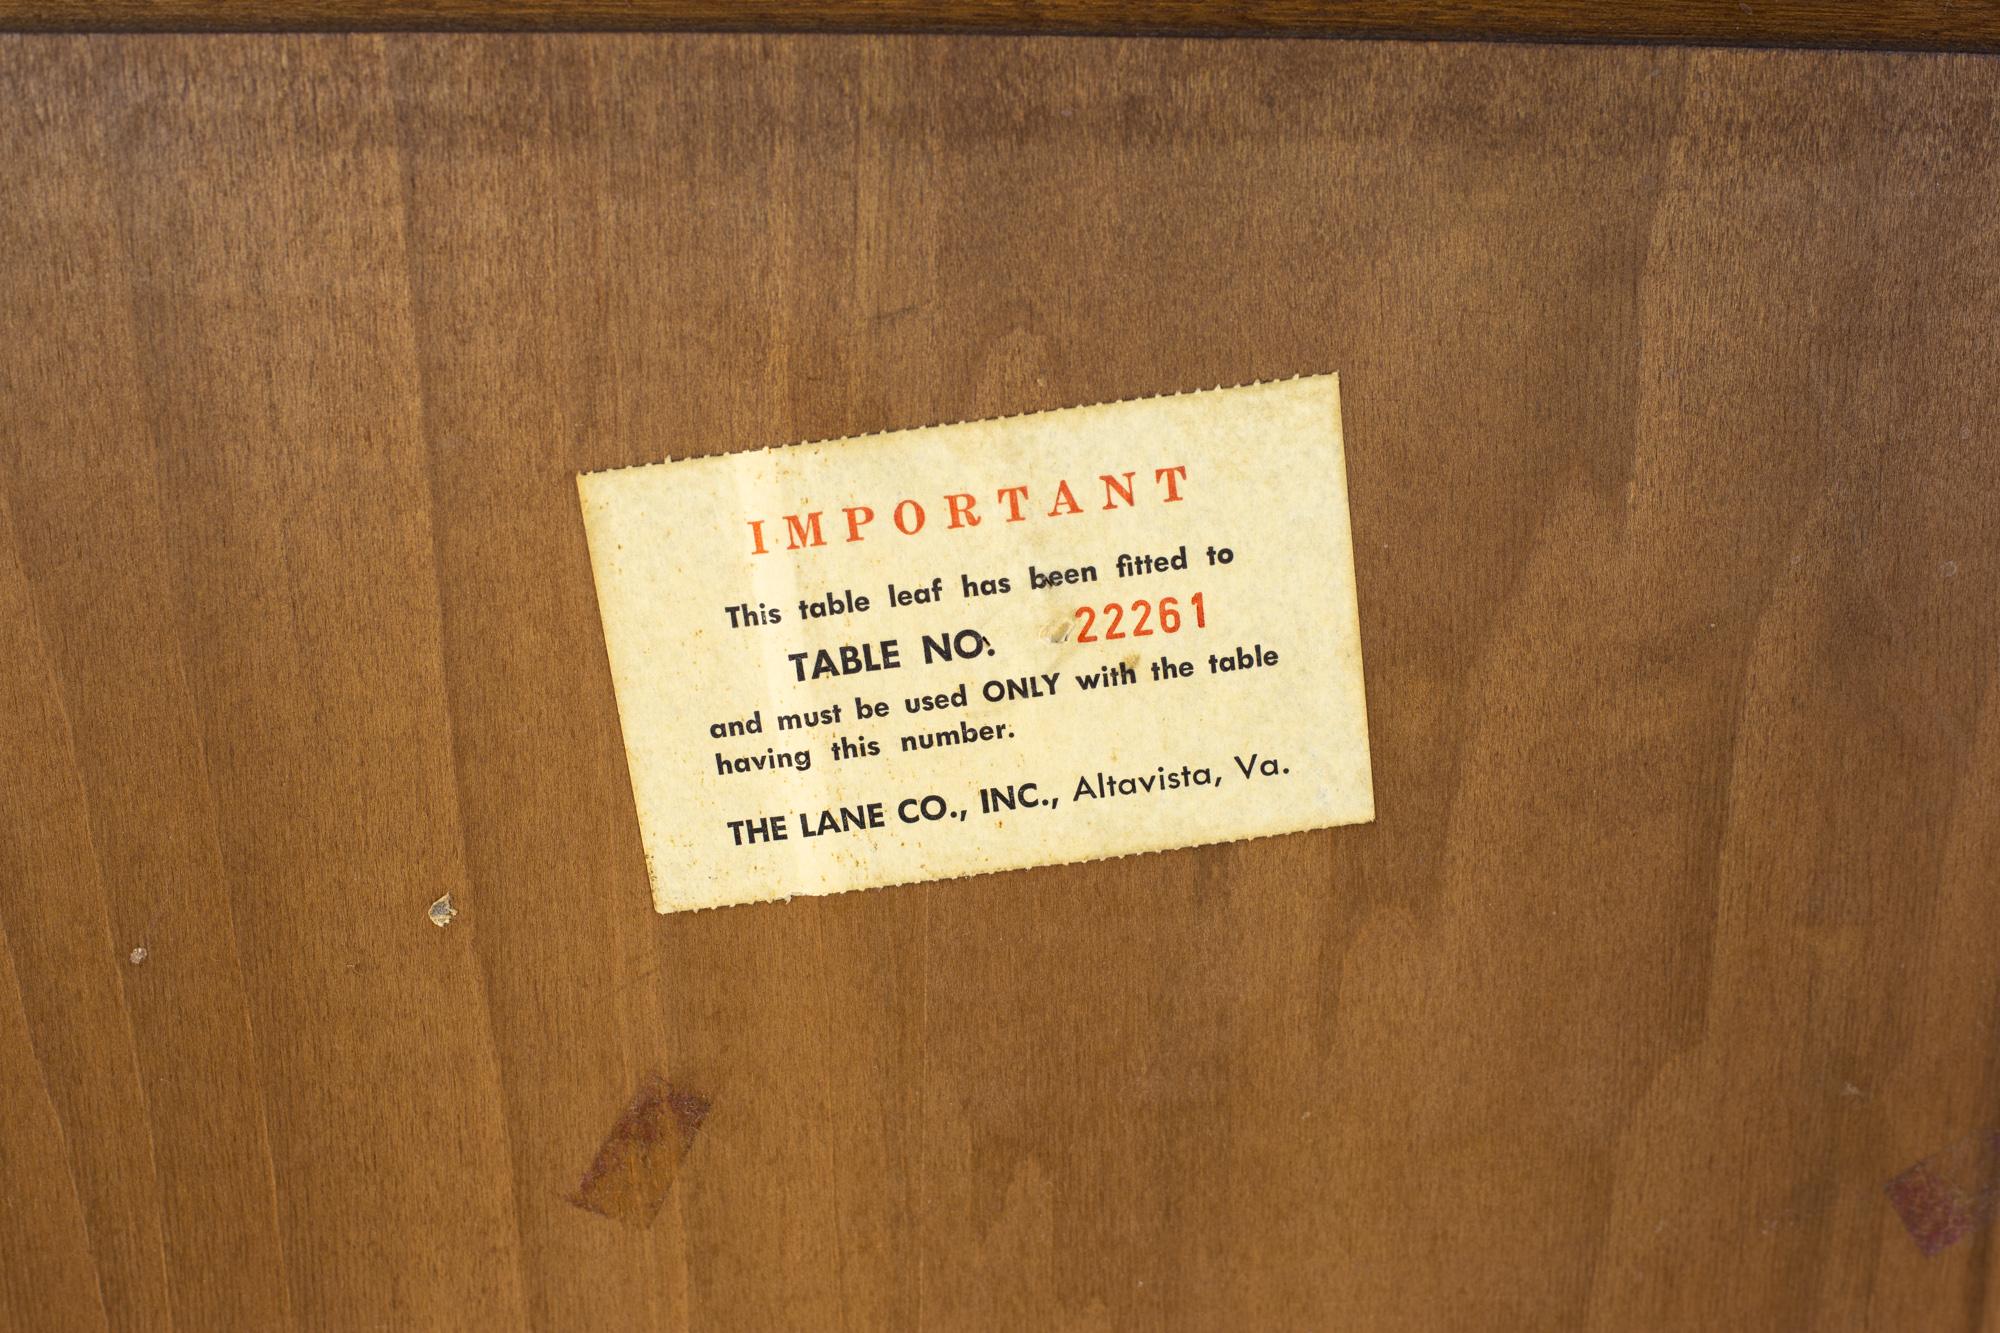 IMPORTANT
This table leaf has been fitted to
TABLE NO. 22261
and must be used ONLY with the table
having this number.
THE LANE CO., INC., Altavista, Va.